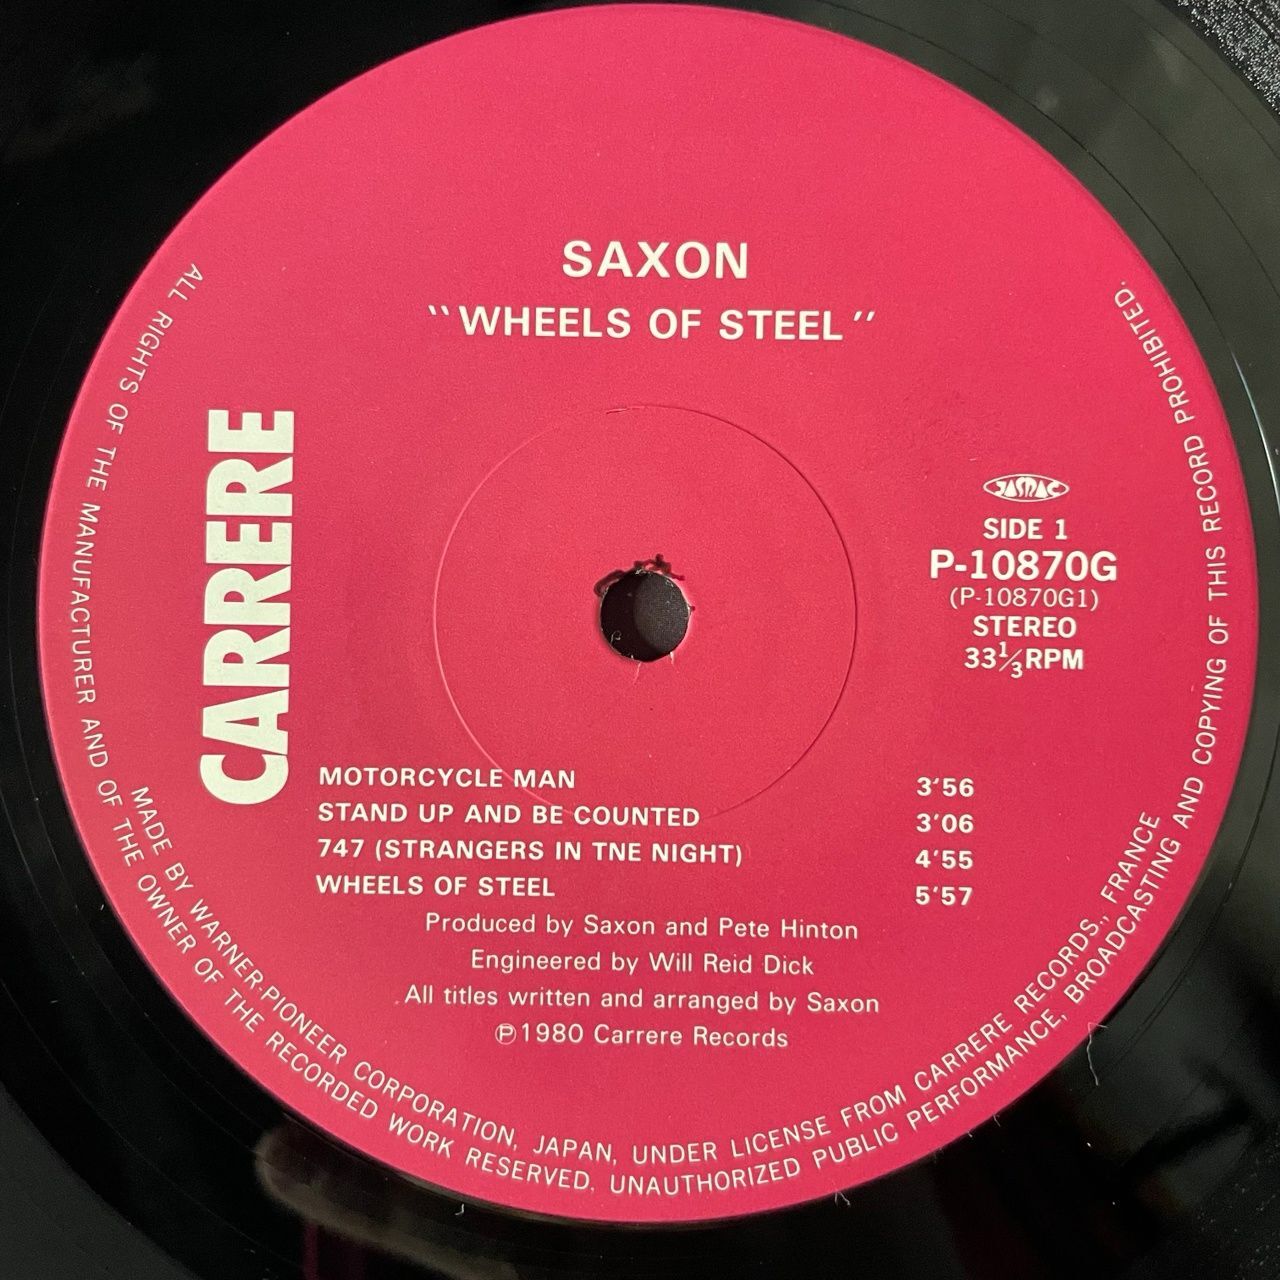 SAXON
"WHEELS OF STEEL"
CARRERE
JASRAC
SIDE 1
P-10870G
(P-10870G1)
STEREO
33⅓RPM
MOTORCYCLE MAN 3'56
STAND UP AND BE COUNTED 3'06
747 (STRANGERS IN TNE NIGHT) 4'55
WHEELS OF STEEL 5'57
Produced by Saxon and Pete Hinton
Engineered by Will Reid Dick
All titles written and arranged by Saxon
℗1980 Carrere Records
MADE BY WARNER-PIONEER CORPORATION, JAPAN, UNDER LICENSE FROM CARRERE RECORDS,, FRANCE
ALL RIGHTS OF THE MANUFACTURER AND OF THE OWNER OF THE RECORDED WORK RESERVED. UNAUTHORIZED PUBLIC PERFORMANCE, BROADCASTING AND COPYING OF THIS RECORD PROHIBITED.